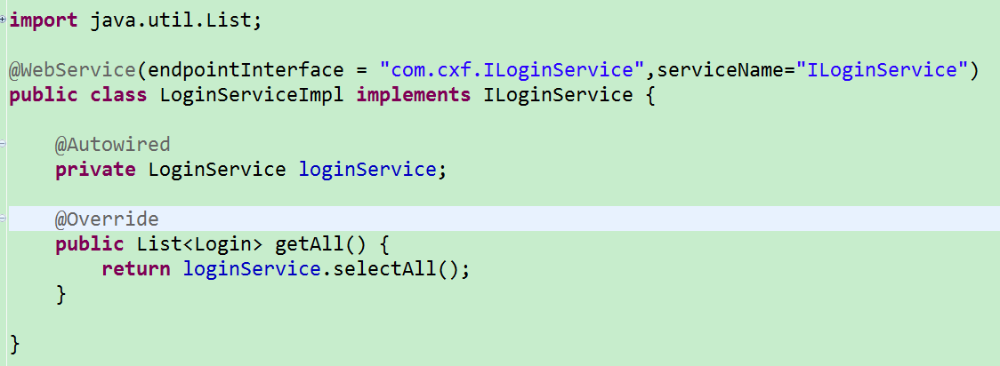 import java.util.List;
@WebService(endpointInterface = "com.cxf.ILoginService",serviceName="ILoginService")
public class LoginServiceImpl implements ILoginService {
@Autowired
private LoginService loginService;
@Override
public List<Login> getAll() {
return loginService.selectAll();
}
}